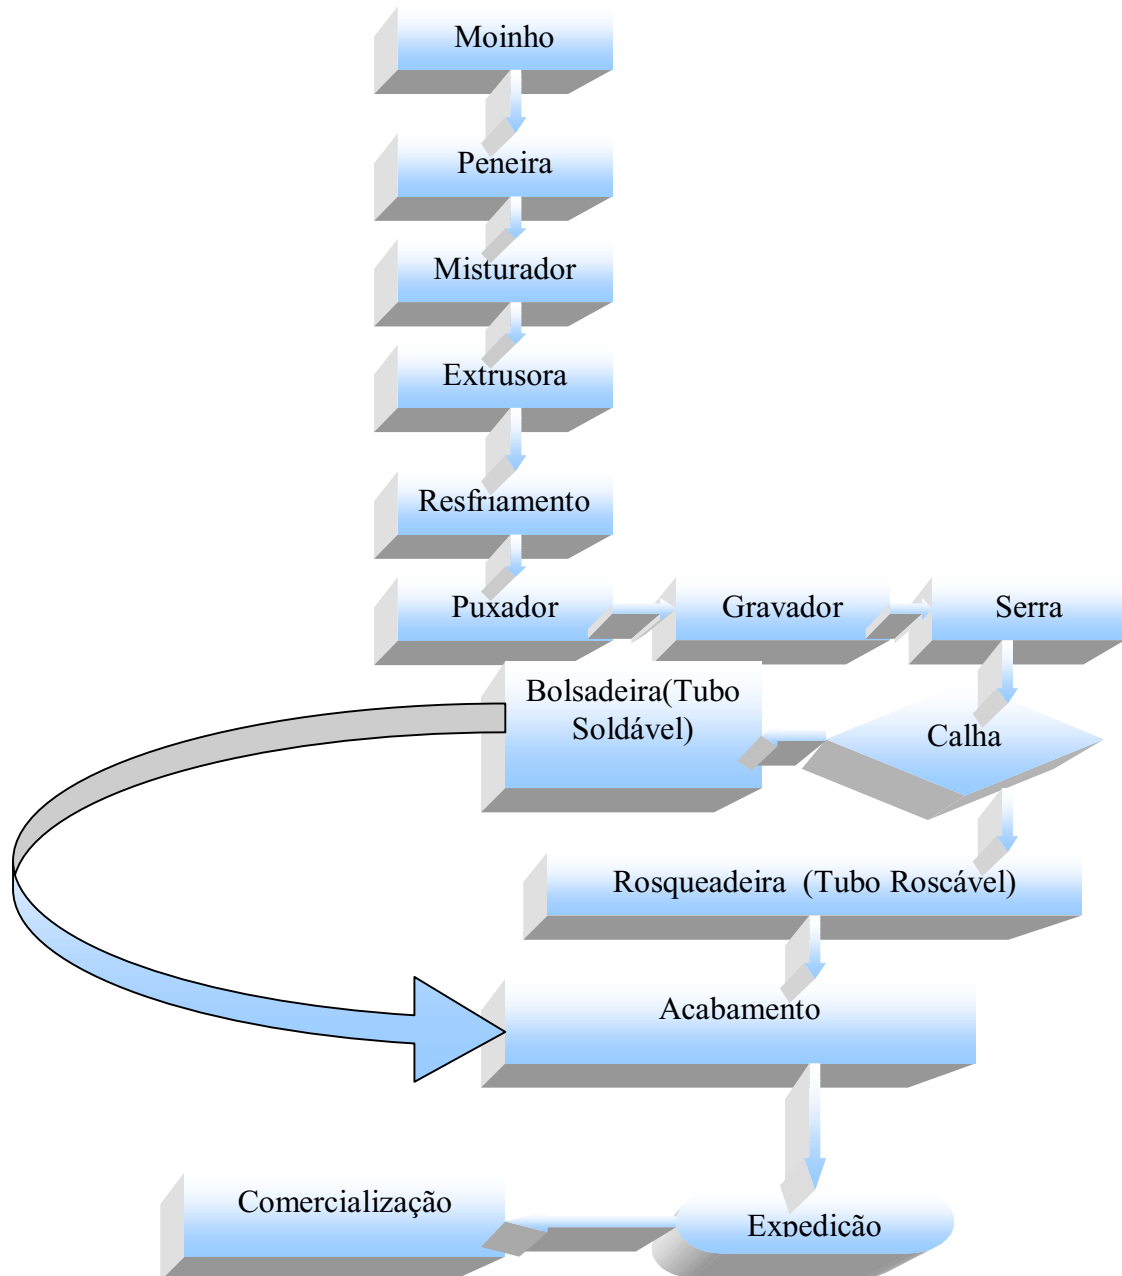 Moinho
Peneira
Misturador
Extrusora
Resfriamento
Puxador
Gravador
Serra
Bolsadeira(Tubo
Soldável)
Calha
Rosqueadeira (Tubo Roscável)
Acabamento
Comercialização
Expedição